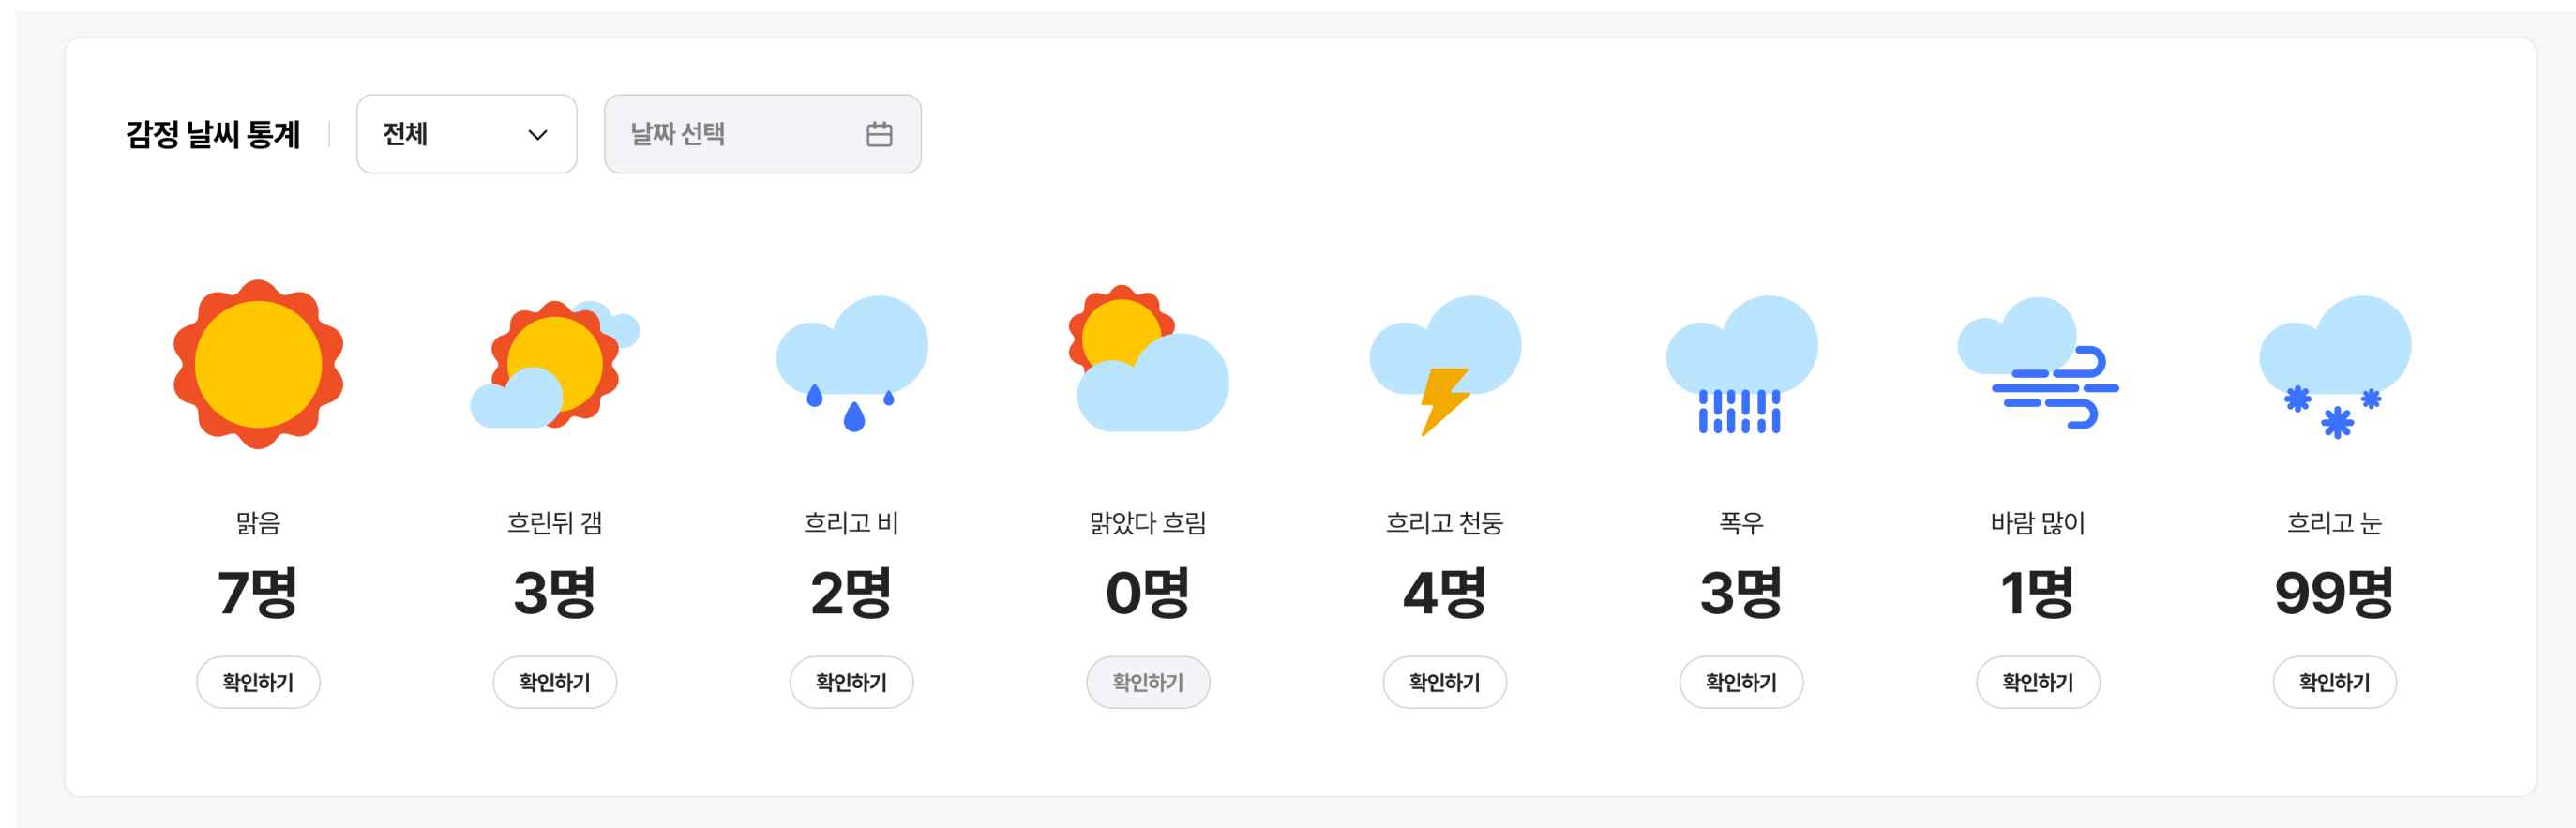 감정 날씨 통계 전체 날짜 선택
맑음 흐린뒤 갬 흐리고 비 맑았다 흐림 흐리고 천둥 폭우 바람 많이 흐리고 눈
7명 3명 2명 0명 4명 3명 1명 99명
확인하기 확인하기 확인하기 확인하기 확인하기 확인하기 확인하기 확인하기